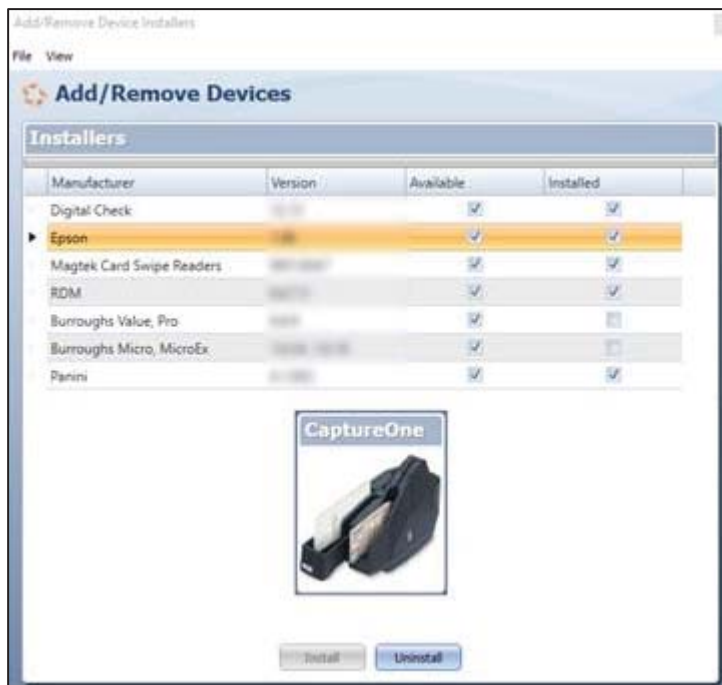 Add/Remove Device Installers
File View
Add/Remove Devices
Installers
Manufacturer Version Available Installed
Digital Check
Epson
Magtek Card Swipe Readers
RDM
Burroughs Value, Pro
Burroughs Micro, MicroEx
Panini
CaptureOne
Install Uninstall